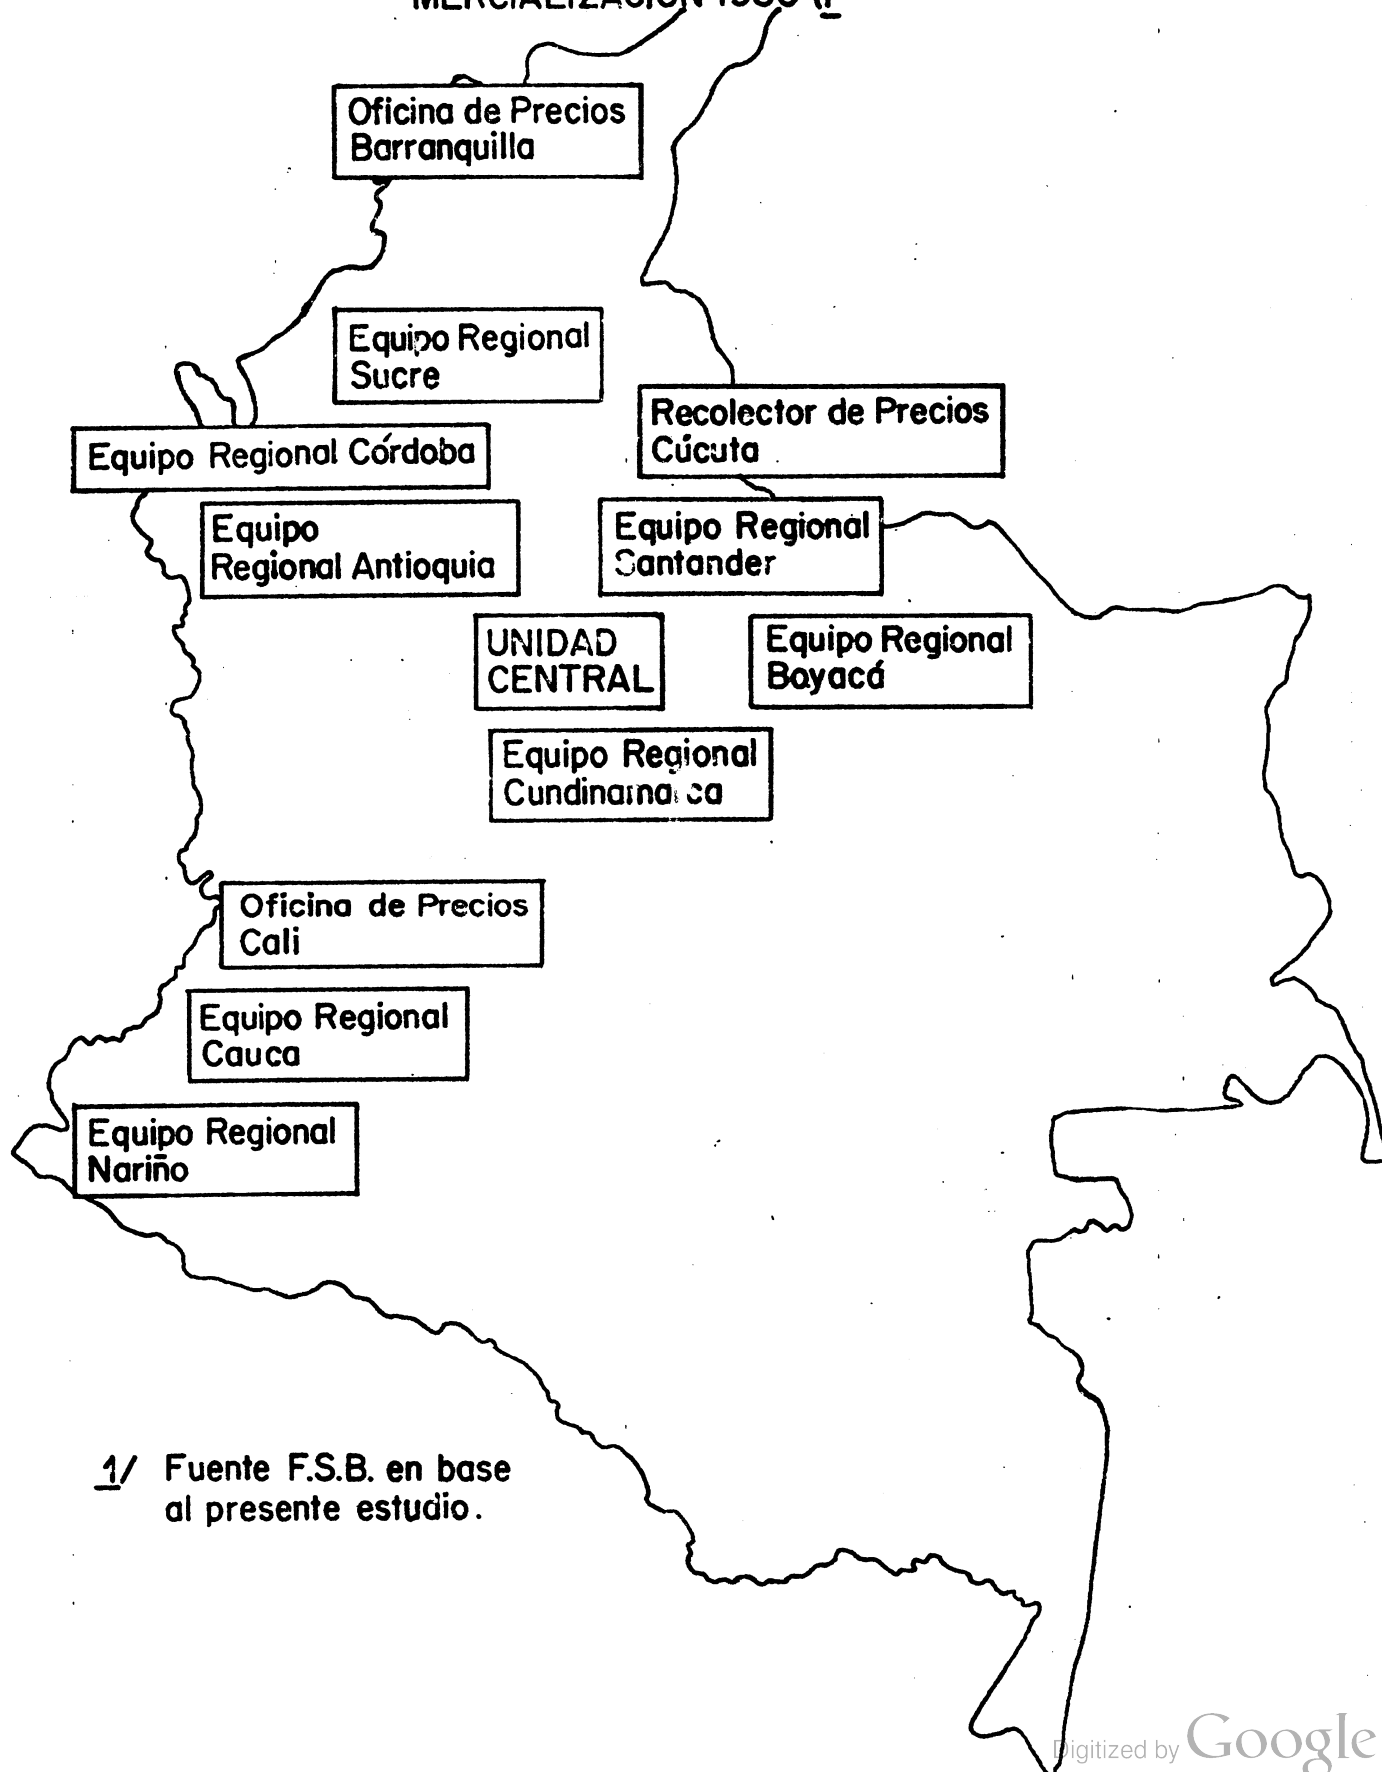 Oficina de Precios
Barranquilla
Equipo Regional
Sucre
Recolector de Precios
Cúcuta
Equipo Regional Córdoba
Equipo
Regional Antioquia
Equipo Regional
Santander
UNIDAD
CENTRAL
Equipo Regional
Boyacá
Equipo Regional
Cundinamarca
Oficina de Precios
Cali
Equipo Regional
Cauca
Equipo Regional
Nariño
1/ Fuente F.S.B. en base
al presente estudio.
Digitized by Google